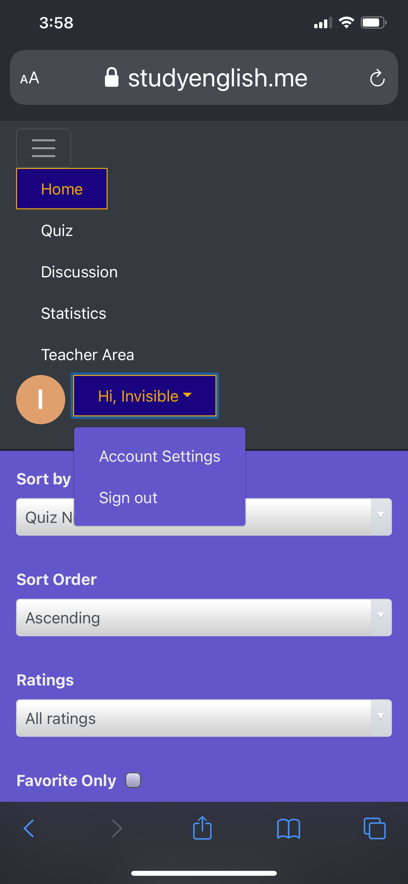 3:58
AA studyenglish.me
Home
Quiz
Discussion
Statistics
Teacher Area
I
Hi, Invisible
Account Settings
Sign out
Sort by
Quiz N
Sort Order
Ascending
Ratings
All ratings
Favorite Only